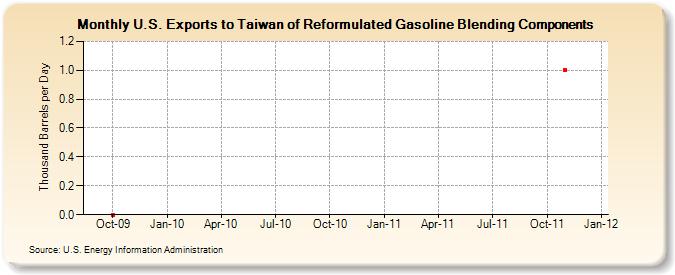 Monthly U.S. Exports to Taiwan of Reformulated Gasoline Blending Components
Thousand Barrels per Day
1.2
1.0
0.8
0.6
0.4
0.2
0.0
Oct-09 Jan-10 Apr-10 Jul-10 Oct-10 Jan-11 Apr-11 Jul-11 Oct-11 Jan-12
Source: U.S. Energy Information Administration